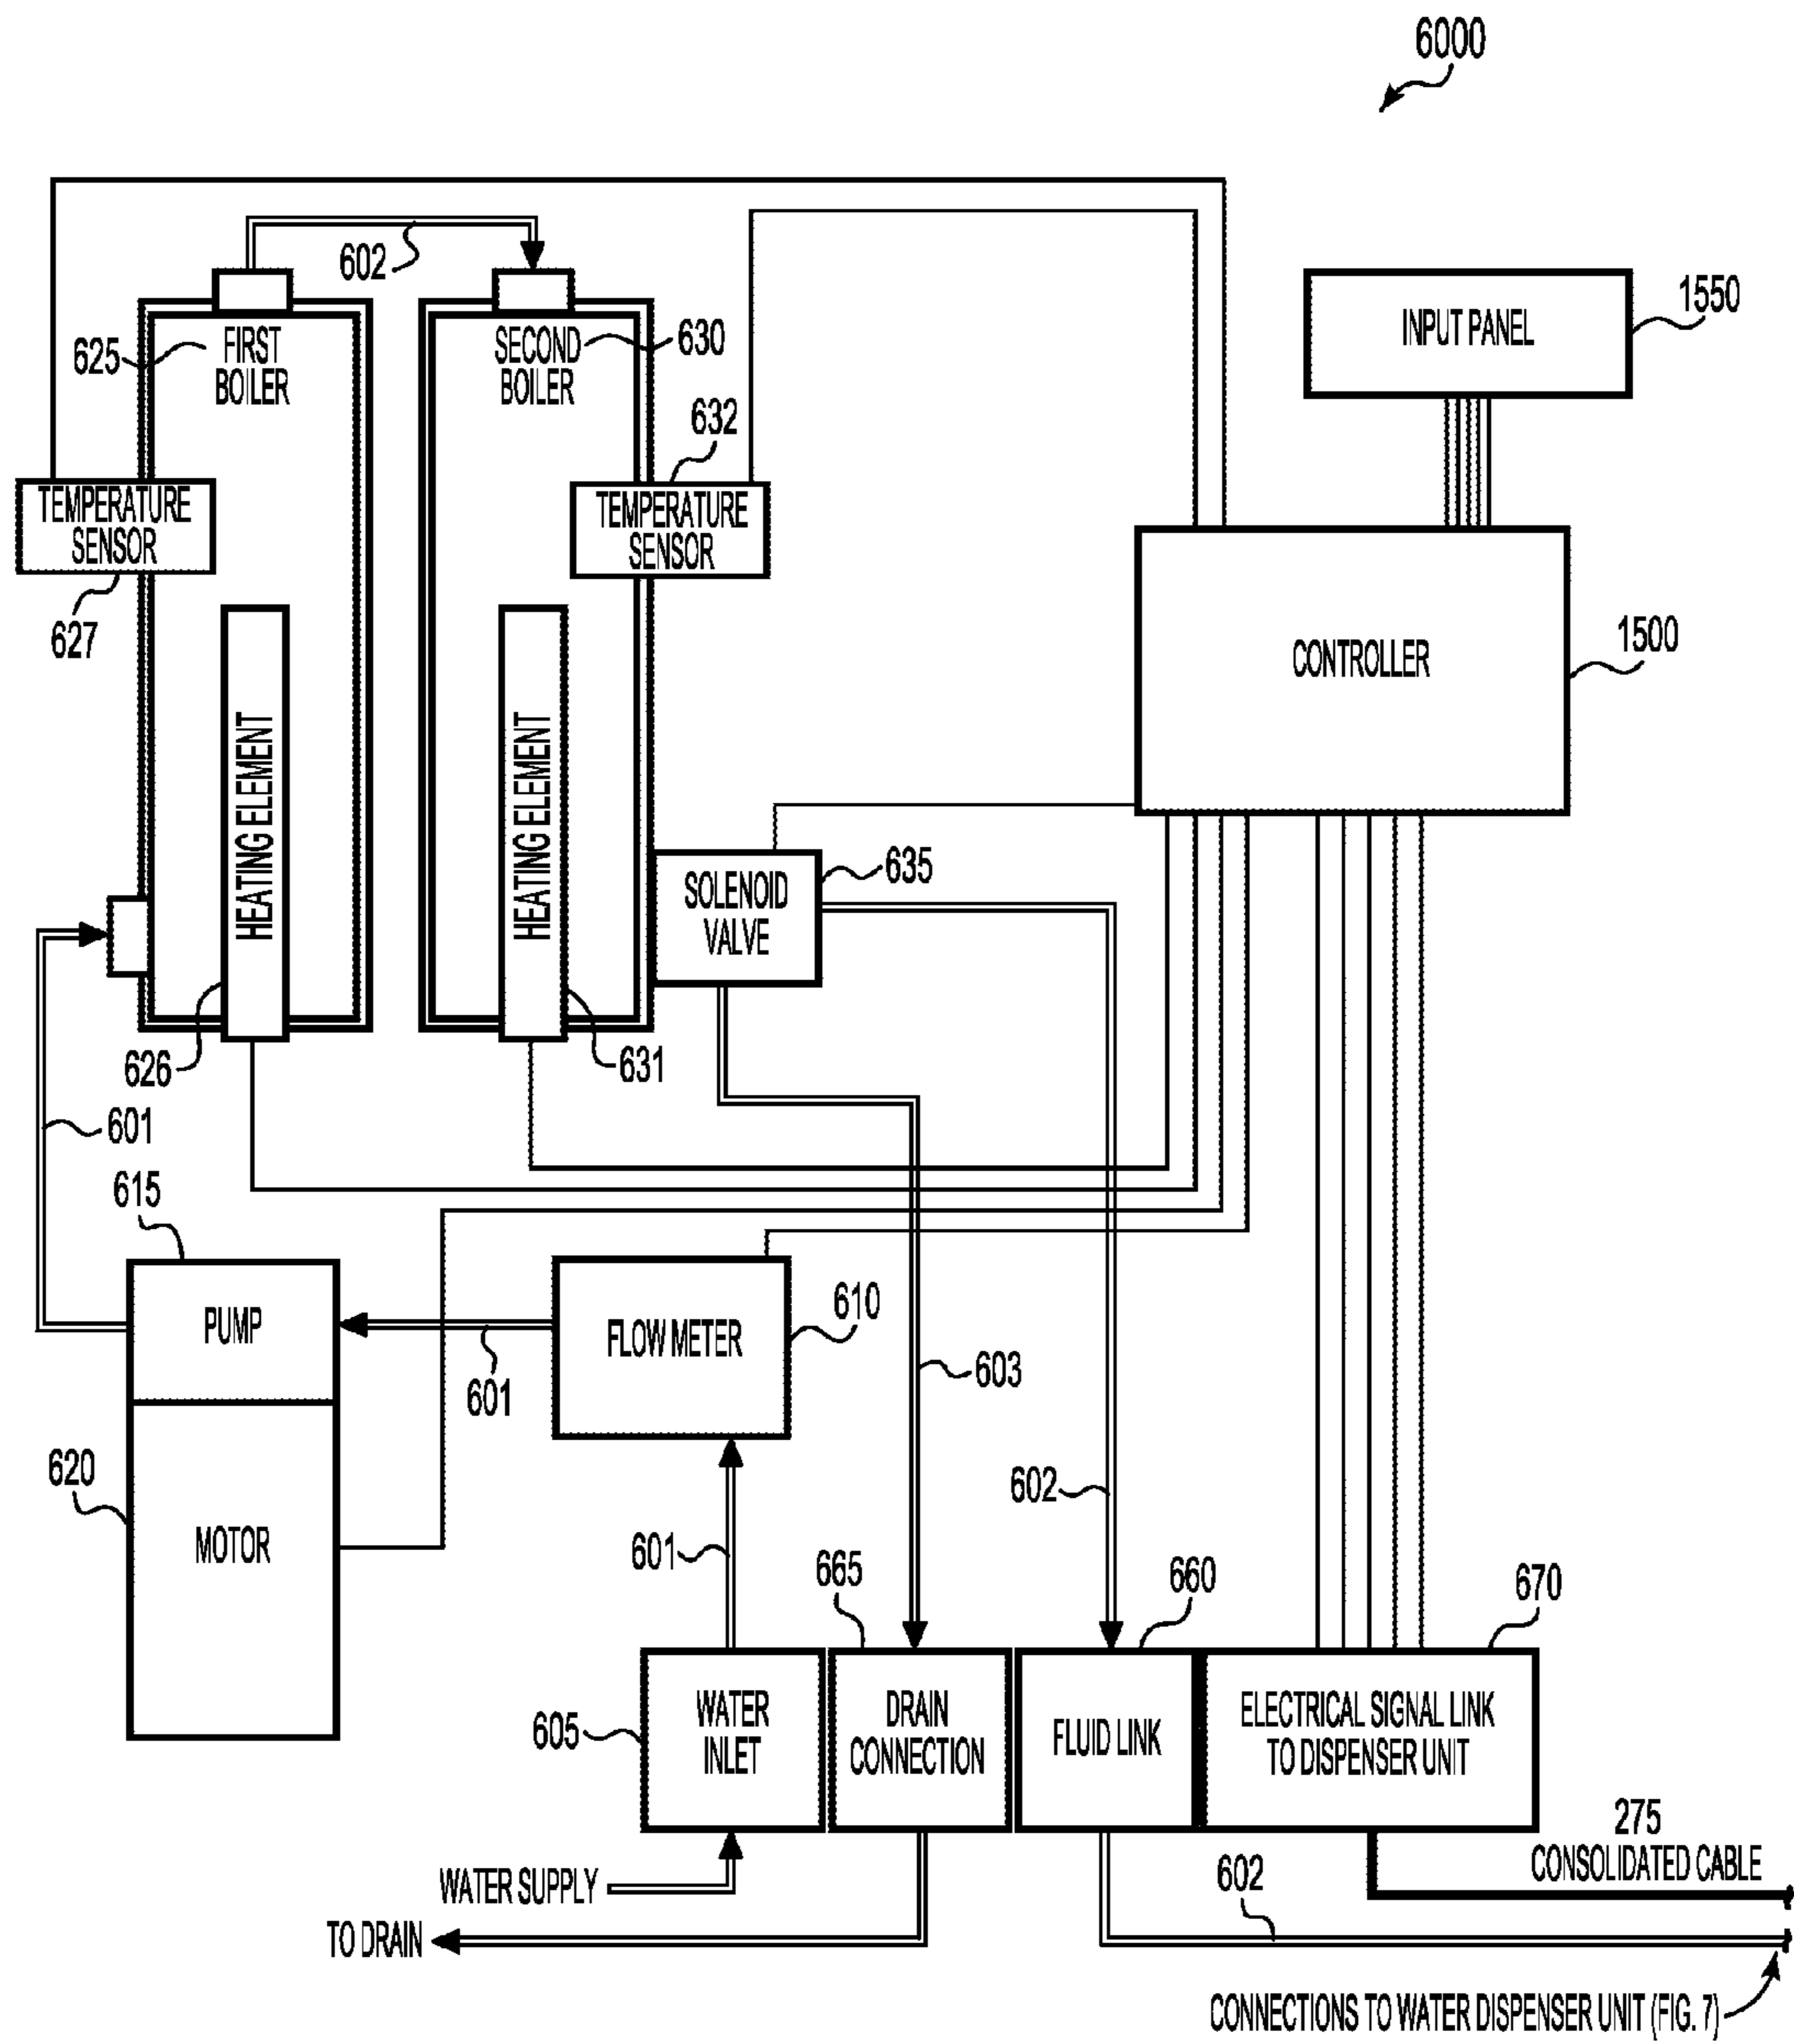 6000
602
625
FIRST
BOILER
SECOND
BOILER
630
INPUT PANEL
1550
632
TEMPERATURE
SENSOR
627
TEMPERATURE
SENSOR
CONTROLLER
1500
HEATING ELEMENT
HEATING ELEMENT
SOLENOID
VALVE
635
626
631
601
615
PUMP
601
FLOW METER
610
603
620
MOTOR
601
602
665
660
670
605
WATER
INLET
DRAIN
CONNECTION
FLUID LINK
ELECTRICAL SIGNAL LINK
TO DISPENSER UNIT
275
CONSOLIDATED CABLE
WATER SUPPLY
602
TO DRAIN
CONNECTIONS TO WATER DISPENSER UNIT (FIG. 7)